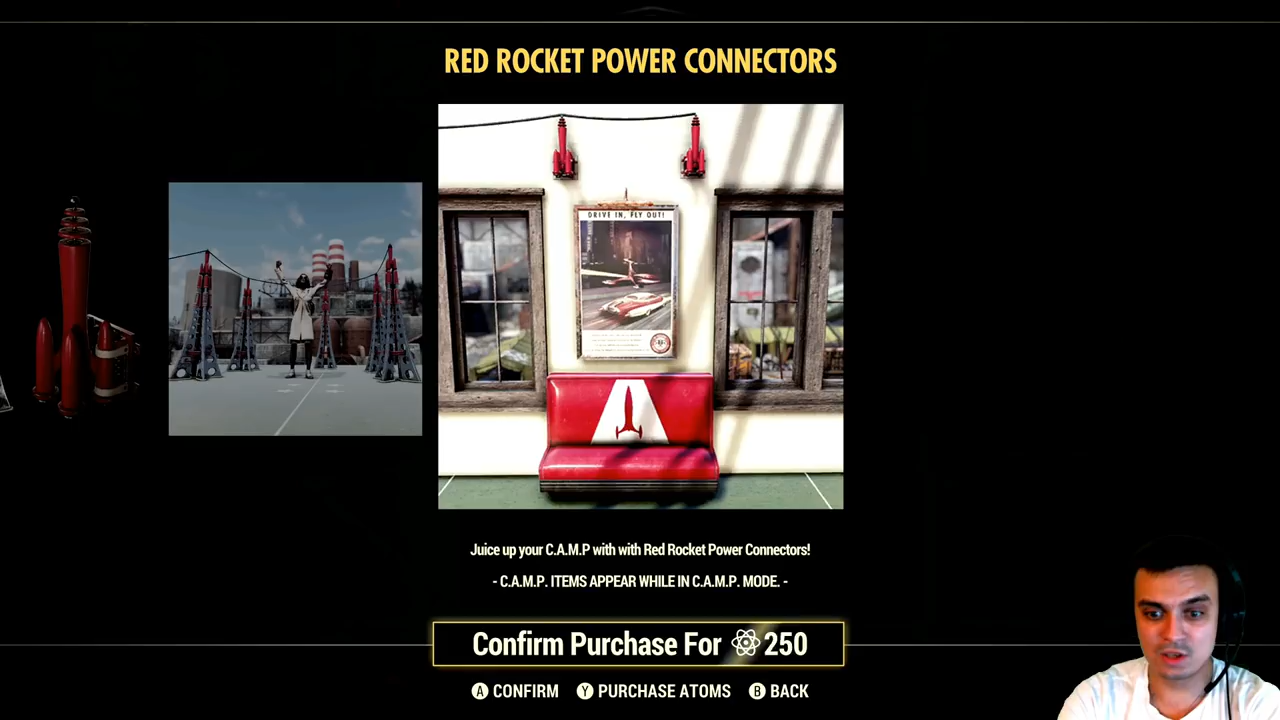 RED ROCKET POWER CONNECTORS
DRIVE IN, FLY OUT!
Juice up your C.A.M.P with with Red Rocket Power Connectors!
- C.A.M.P. ITEMS APPEAR WHILE IN C.A.M.P. MODE. -
Confirm Purchase For 250
A CONFIRM Y PURCHASE ATOMS B BACK